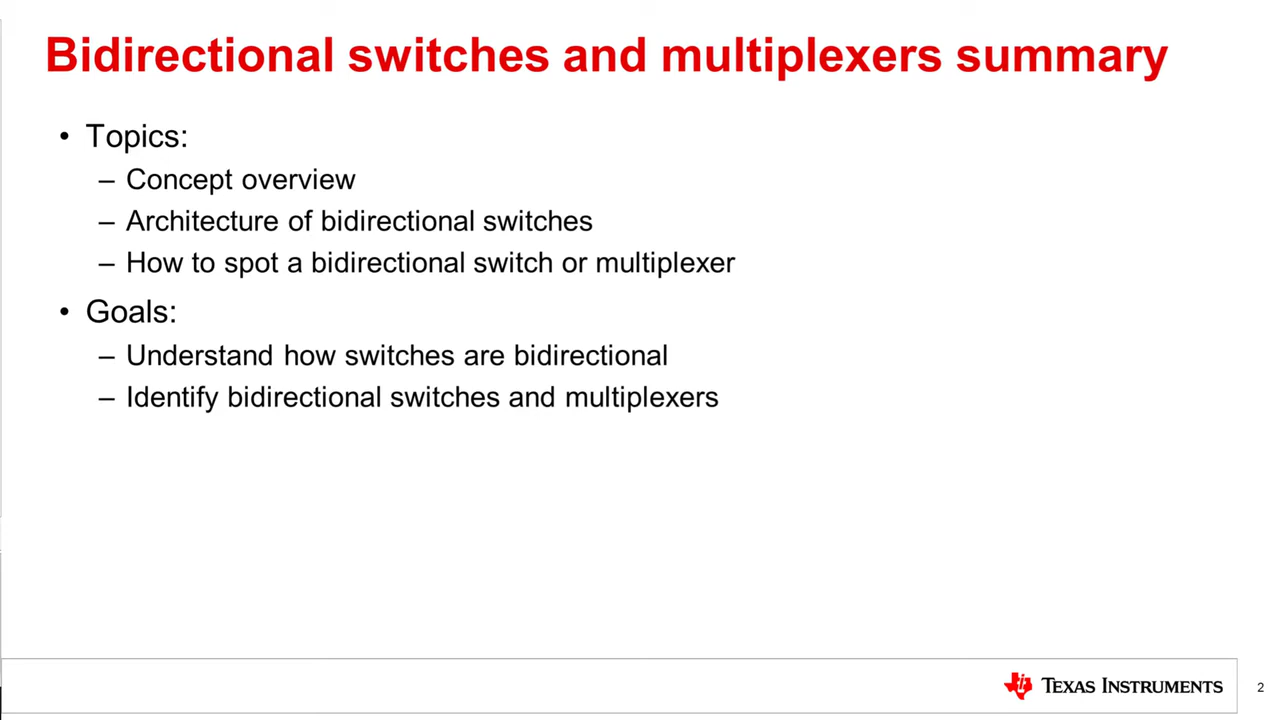 Bidirectional switches and multiplexers summary
• Topics:
– Concept overview
– Architecture of bidirectional switches
– How to spot a bidirectional switch or multiplexer
• Goals:
– Understand how switches are bidirectional
– Identify bidirectional switches and multiplexers
TEXAS INSTRUMENTS
2